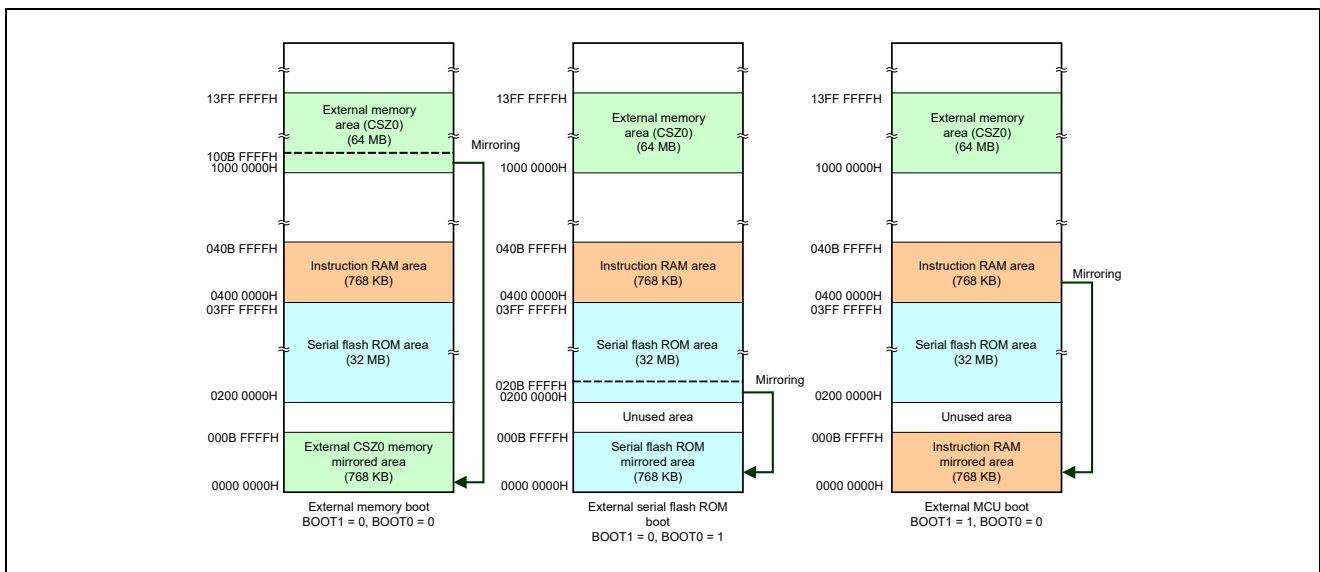 13FF FFFFH
External memory
area (CSZ0)
(64 MB)
Mirroring
100B FFFFH
1000 0000H
040B FFFFH
Instruction RAM area
(768 KB)
0400 0000H
03FF FFFFH
Serial flash ROM area
(32 MB)
0200 0000H
000B FFFFH
External CSZ0 memory
mirrored area
(768 KB)
0000 0000H
External memory boot
BOOT1 = 0, BOOT0 = 0
13FF FFFFH
External memory
area (CSZ0)
(64 MB)
1000 0000H
040B FFFFH
Instruction RAM area
(768 KB)
0400 0000H
03FF FFFFH
Serial flash ROM area
(32 MB)
020B FFFFH
Mirroring
0200 0000H
Unused area
000B FFFFH
Serial flash ROM
mirrored area
(768 KB)
0000 0000H
External serial flash ROM
boot
BOOT1 = 0, BOOT0 = 1
13FF FFFFH
External memory
area (CSZ0)
(64 MB)
1000 0000H
040B FFFFH
Instruction RAM area
(768 KB)
Mirroring
0400 0000H
03FF FFFFH
Serial flash ROM area
(32 MB)
0200 0000H
Unused area
000B FFFFH
Instruction RAM
mirrored area
(768 KB)
0000 0000H
External MCU boot
BOOT1 = 1, BOOT0 = 0